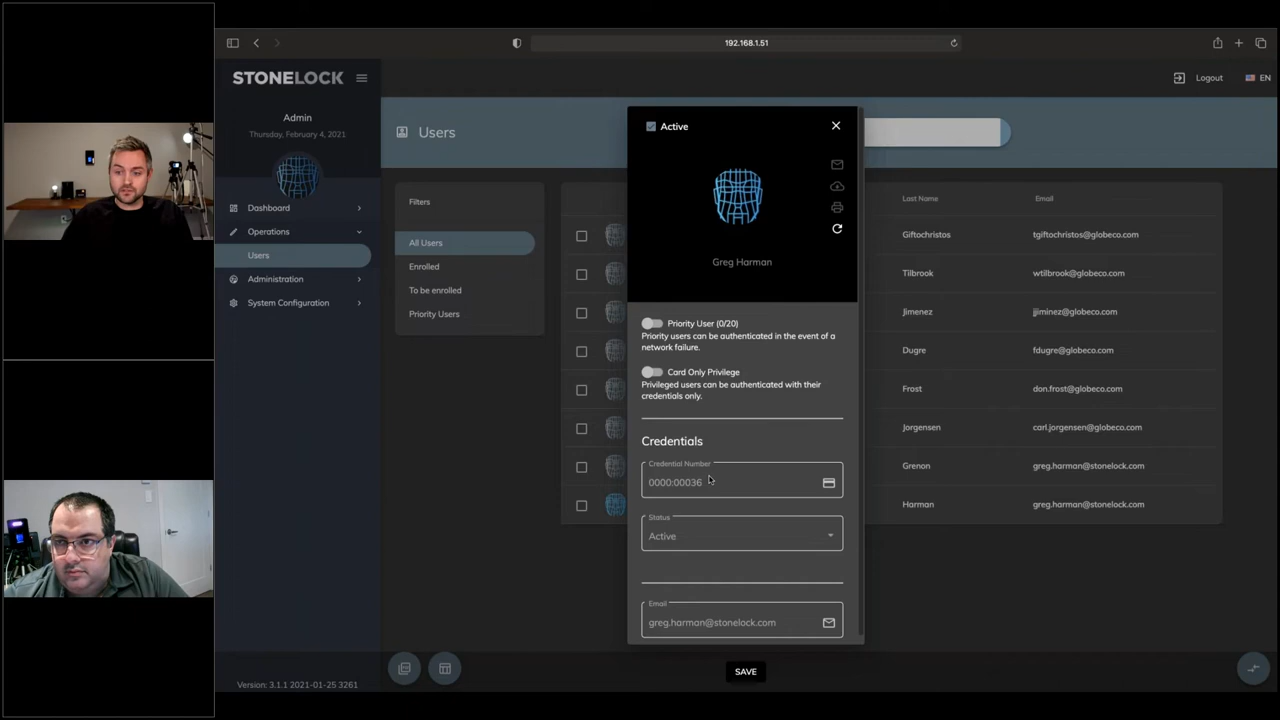 192.168.1.51
STONELOCK
Logout
EN
Admin
Thursday, February 4, 2021
Dashboard
Operations
Users
Administration
System Configuration
Version: 3.1.1 2021-01-25 3261
Users
Filters
All Users
Enrolled
To be enrolled
Priority Users
Active
Greg Harman
Priority User (0/20)
Priority users can be authenticated in the event of a
network failure.
Card Only Privilege
Privileged users can be authenticated with their
credentials only.
Credentials
Credential Number
0000:00036
Status
Active
Email
greg.harman@stonelock.com
SAVE
Last Name Email
Giftochristos tgiftochristos@globeco.com
Tilbrook wtilbrook@globeco.com
Jimenez jjiminez@globeco.com
Dugre fdugre@globeco.com
Frost don.frost@globeco.com
Jorgensen carl.jorgensen@globeco.com
Grenon greg.harman@stonelock.com
Harman greg.harman@stonelock.com